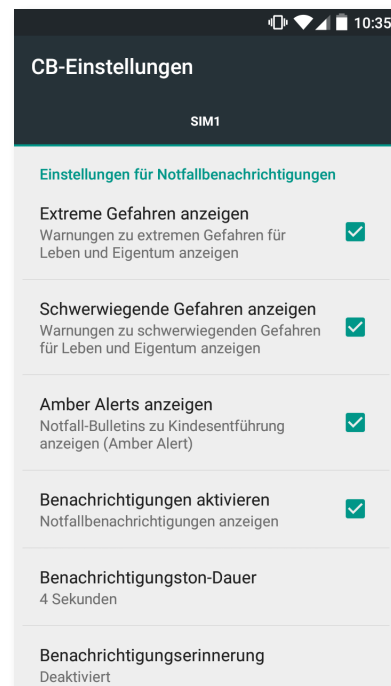 10:35
CB-Einstellungen
SIM1
Einstellungen für Notfallbenachrichtigungen
Extreme Gefahren anzeigen
Warnungen zu extremen Gefahren für
Leben und Eigentum anzeigen
Schwerwiegende Gefahren anzeigen
Warnungen zu schwerwiegenden Gefahren
für Leben und Eigentum anzeigen
Amber Alerts anzeigen
Notfall-Bulletins zu Kindesentführung
anzeigen (Amber Alert)
Benachrichtigungen aktivieren
Notfallbenachrichtigungen anzeigen
Benachrichtigungston-Dauer
4 Sekunden
Benachrichtigungserinnerung
Deaktiviert